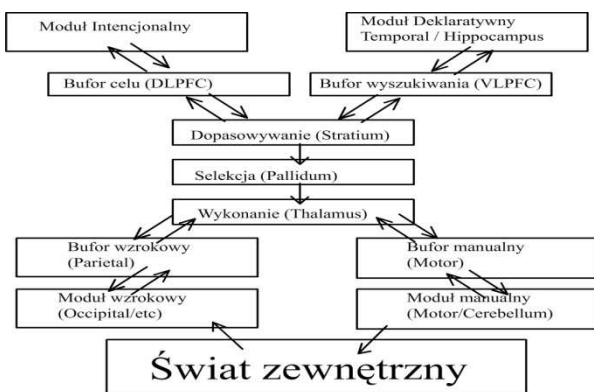 Moduł Intencjonalny
Moduł Deklaratywny
Temporal / Hippocampus
Bufor celu (DLPFC)
Bufor wyszukiwania (VLPFC)
Dopasowywanie (Stratium)
Selekcja (Pallidum)
Wykonanie (Thalamus)
Bufor wzrokowy
(Parietal)
Bufor manualny
(Motor)
Moduł wzrokowy
(Occipital/etc)
Moduł manualny
(Motor/Cerebellum)
Świat zewnętrzny